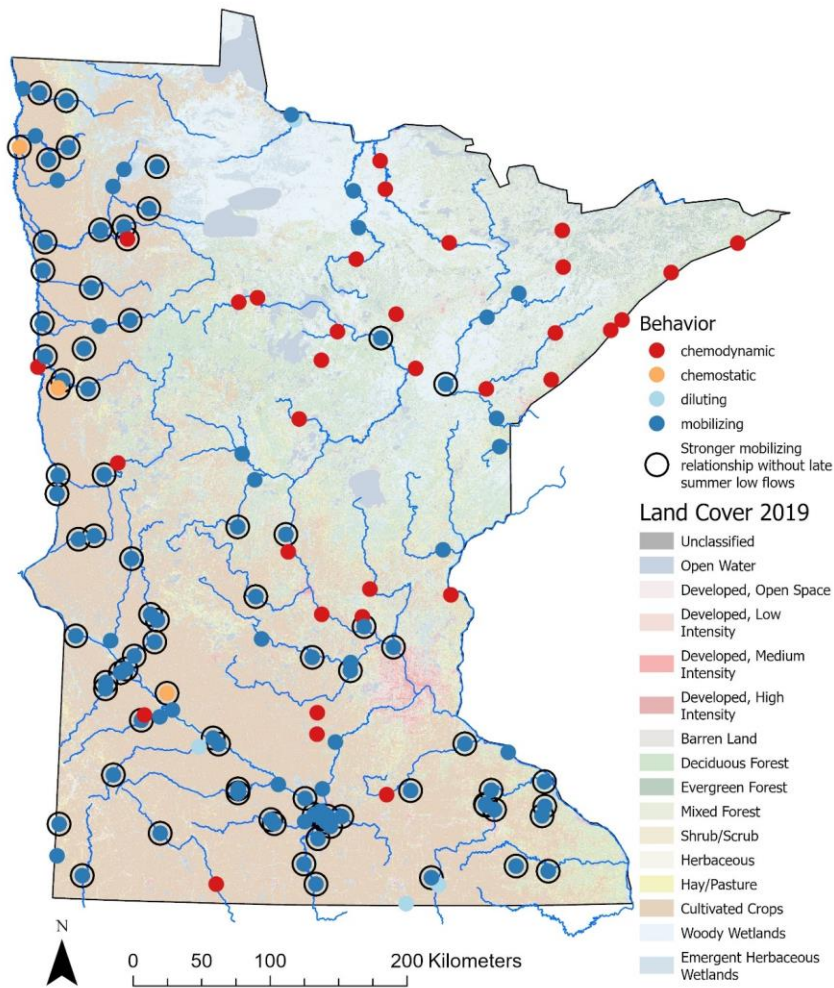 Behavior
chemodynamic
chemostatic
diluting
mobilizing
Stronger mobilizing
relationship without late
summer low flows
Land Cover 2019
Unclassified
Open Water
Developed, Open Space
Developed, Low
Intensity
Developed, Medium
Intensity
Developed, High
Intensity
Barren Land
Deciduous Forest
Evergreen Forest
Mixed Forest
Shrub/Scrub
Herbaceous
Hay/Pasture
Cultivated Crops
Woody Wetlands
Emergent Herbaceous
Wetlands
N
0 50 100 200 Kilometers